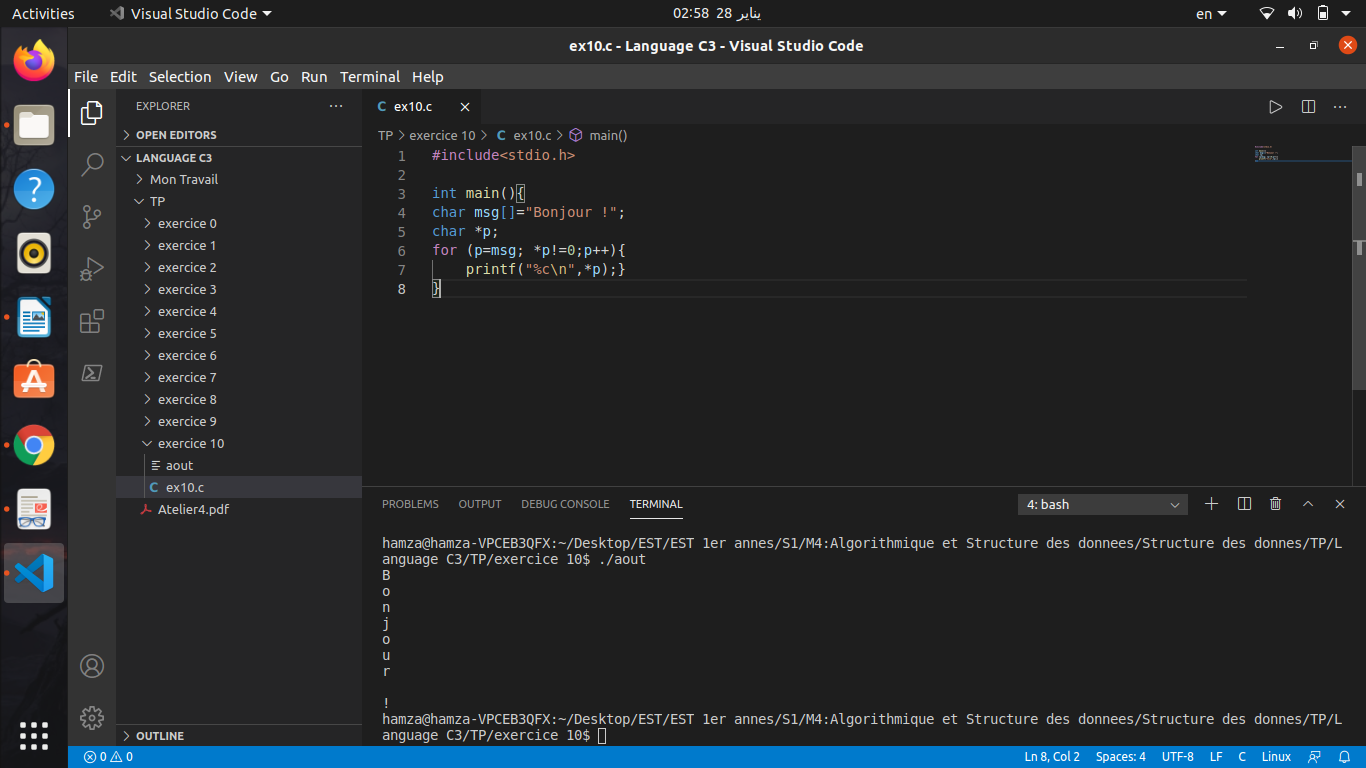 Activities Visual Studio Code 02:58 28 يناير en
ex10.c - Language C3 - Visual Studio Code
File Edit Selection View Go Run Terminal Help
EXPLORER
OPEN EDITORS
LANGUAGE C3
Mon Travail
TP
exercice 0
exercice 1
exercice 2
exercice 3
exercice 4
exercice 5
exercice 6
exercice 7
exercice 8
exercice 9
exercice 10
aout
C ex10.c
Atelier4.pdf
OUTLINE
C ex10.c
TP > exercice 10 > C ex10.c > main()
1 #include<stdio.h>
2
3 int main(){
4 char msg[]="Bonjour !";
5 char *p;
6 for (p=msg; *p!=0;p++){
7     printf("%c\n",*p);}
8 }
PROBLEMS OUTPUT DEBUG CONSOLE TERMINAL 4: bash
hamza@hamza-VPCEB3QFX:~/Desktop/EST/EST 1er annes/S1/M4:Algorithmique et Structure des donnees/Structure des donnes/TP/L
anguage C3/TP/exercice 10$ ./aout
B
o
n
j
o
u
r

!
hamza@hamza-VPCEB3QFX:~/Desktop/EST/EST 1er annes/S1/M4:Algorithmique et Structure des donnees/Structure des donnes/TP/L
anguage C3/TP/exercice 10$
0 0 Ln 8, Col 2 Spaces: 4 UTF-8 LF C Linux